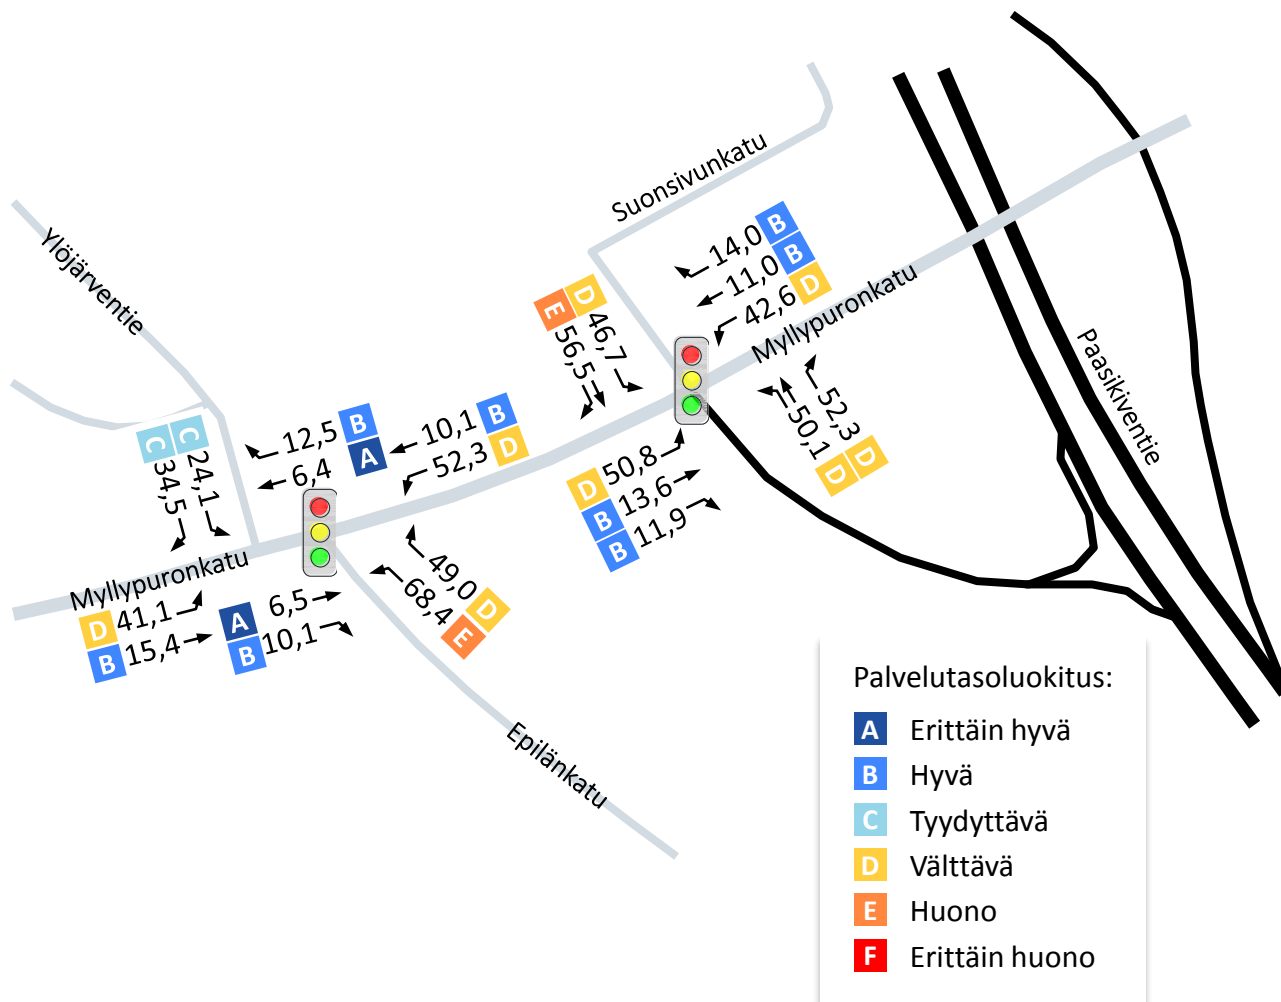 Suonsivunkatu
Ylöjärventie
14,0 B
11,0 B
42,6 D
Myllypuronkatu
Paasikiventie
E 56,5
D 46,7
52,3 D
50,1 D
C 34,5
C 24,1
12,5 B
6,4 A
10,1 B
52,3 D
D 50,8
B 13,6
B 11,9
Myllypuronkatu
D 41,1
B 15,4
A 6,5
B 10,1
49,0 D
68,4 E
Epilänkatu
Palvelutasoluokitus:
A Erittäin hyvä
B Hyvä
C Tyydyttävä
D Välttävä
E Huono
F Erittäin huono